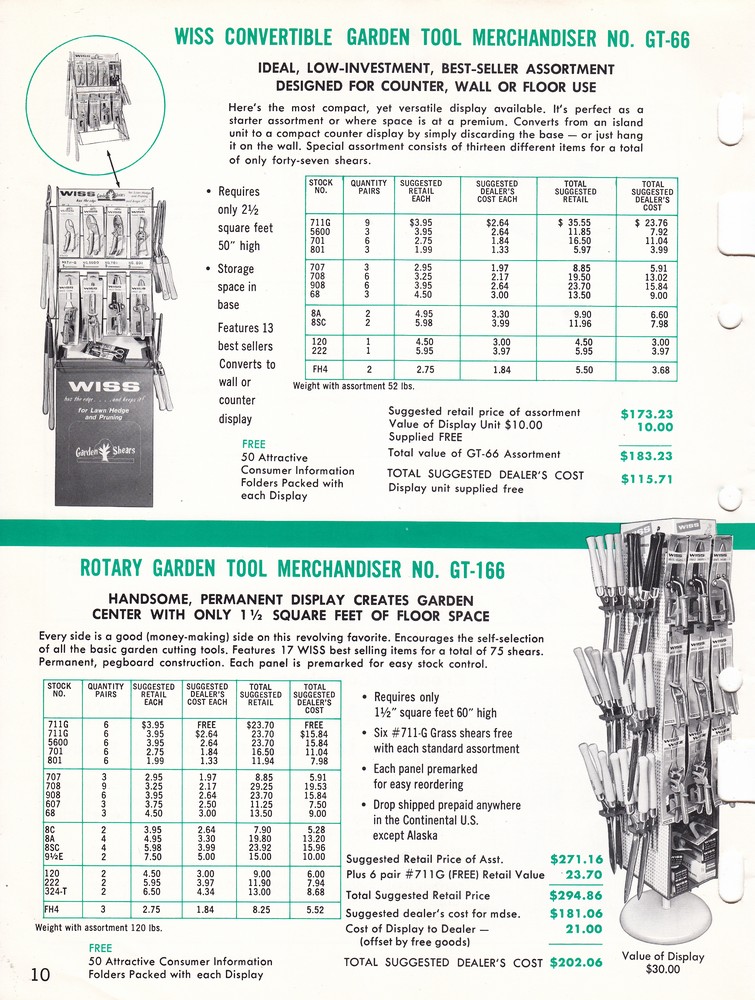 WISS CONVERTIBLE GARDEN TOOL MERCHANDISER NO. GT-66
IDEAL, LOW-INVESTMENT, BEST-SELLER ASSORTMENT
DESIGNED FOR COUNTER, WALL OR FLOOR USE
Here's the most compact, yet versatile display available. It's perfect as a
starter assortment or where space is at a premium. Converts from an island
unit to a compact counter display by simply discarding the base — or just hang
it on the wall. Special assortment consists of thirteen different items for a total
of only forty-seven shears.
• Requires
only 2½
square feet
50" high
• Storage
space in
base
Features 13
best sellers
Converts to
wall or
counter
display
FREE
50 Attractive
Consumer Information
Folders Packed with
each Display
WISS
WISS
for Lawn Hedge
and Pruning
Garden Shears
STOCK NO. QUANTITY PAIRS SUGGESTED RETAIL EACH SUGGESTED DEALER'S COST EACH TOTAL SUGGESTED RETAIL TOTAL SUGGESTED DEALER'S COST
711G 9 $3.95 $2.64 $ 35.55 $ 23.76
5600 3 3.95 2.64 11.85 7.92
701 6 2.75 1.84 16.50 11.04
801 3 1.99 1.33 5.97 3.99
707 3 2.95 1.97 8.85 5.91
708 6 3.25 2.17 19.50 13.02
908 6 3.95 2.64 23.70 15.84
68 3 4.50 3.00 13.50 9.00
8A 2 4.95 3.30 9.90 6.60
8SC 2 5.98 3.99 11.96 7.98
120 1 4.50 3.00 4.50 3.00
222 1 5.95 3.97 5.95 3.97
FH4 2 2.75 1.84 5.50 3.68
Weight with assortment 52 lbs.
Suggested retail price of assortment $173.23
Value of Display Unit $10.00 10.00
Supplied FREE
Total value of GT-66 Assortment $183.23
TOTAL SUGGESTED DEALER'S COST $115.71
Display unit supplied free
ROTARY GARDEN TOOL MERCHANDISER NO. GT-166
HANDSOME, PERMANENT DISPLAY CREATES GARDEN
CENTER WITH ONLY 1½ SQUARE FEET OF FLOOR SPACE
Every side is a good (money-making) side on this revolving favorite. Encourages the self-selection
of all the basic garden cutting tools. Features 17 WISS best selling items for a total of 75 shears.
Permanent, pegboard construction. Each panel is premarked for easy stock control.
STOCK NO. QUANTITY PAIRS SUGGESTED RETAIL EACH SUGGESTED DEALER'S COST EACH TOTAL SUGGESTED RETAIL TOTAL SUGGESTED DEALER'S COST
711G 6 $3.95 FREE $23.70 FREE
711G 6 3.95 $2.64 23.70 $15.84
5600 6 3.95 2.64 23.70 15.84
701 6 2.75 1.84 16.50 11.04
801 6 1.99 1.33 11.94 7.98
707 3 2.95 1.97 8.85 5.91
708 9 3.25 2.17 29.25 19.53
908 6 3.95 2.64 23.70 15.84
607 3 3.75 2.50 11.25 7.50
68 3 4.50 3.00 13.50 9.00
8C 2 3.95 2.64 7.90 5.28
8A 4 4.95 3.30 19.80 13.20
8SC 4 5.98 3.99 23.92 15.96
9½E 2 7.50 5.00 15.00 10.00
120 2 4.50 3.00 9.00 6.00
222 2 5.95 3.97 11.90 7.94
324-T 2 6.50 4.34 13.00 8.68
FH4 3 2.75 1.84 8.25 5.52
Weight with assortment 120 lbs.
FREE
50 Attractive Consumer Information
Folders Packed with each Display
• Requires only
1½" square feet 60" high
• Six #711-G Grass shears free
with each standard assortment
• Each panel premarked
for easy reordering
• Drop shipped prepaid anywhere
in the Continental U.S.
except Alaska
Suggested Retail Price of Asst. $271.16
Plus 6 pair #711G (FREE) Retail Value 23.70
Total Suggested Retail Price $294.86
Suggested dealer's cost for mdse. $181.06
Cost of Display to Dealer — 21.00
(offset by free goods)
TOTAL SUGGESTED DEALER'S COST $202.06
WISS
Value of Display
$30.00
10